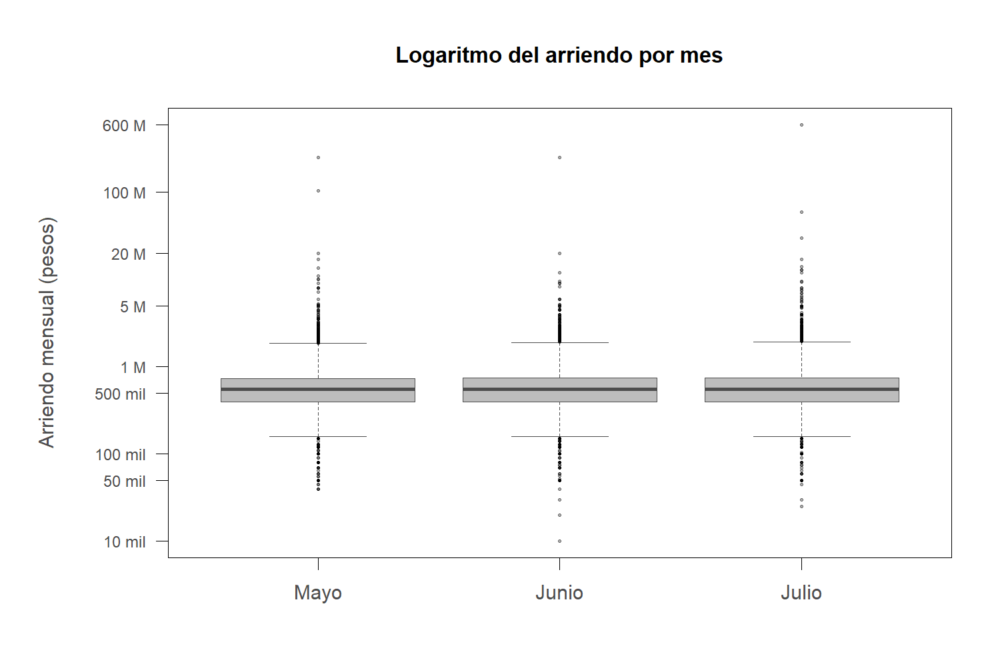 Logaritmo del arriendo por mes
Arriendo mensual (pesos)
600 M
100 M
20 M
5 M
1 M
500 mil
100 mil
50 mil
10 mil
Mayo
Junio
Julio